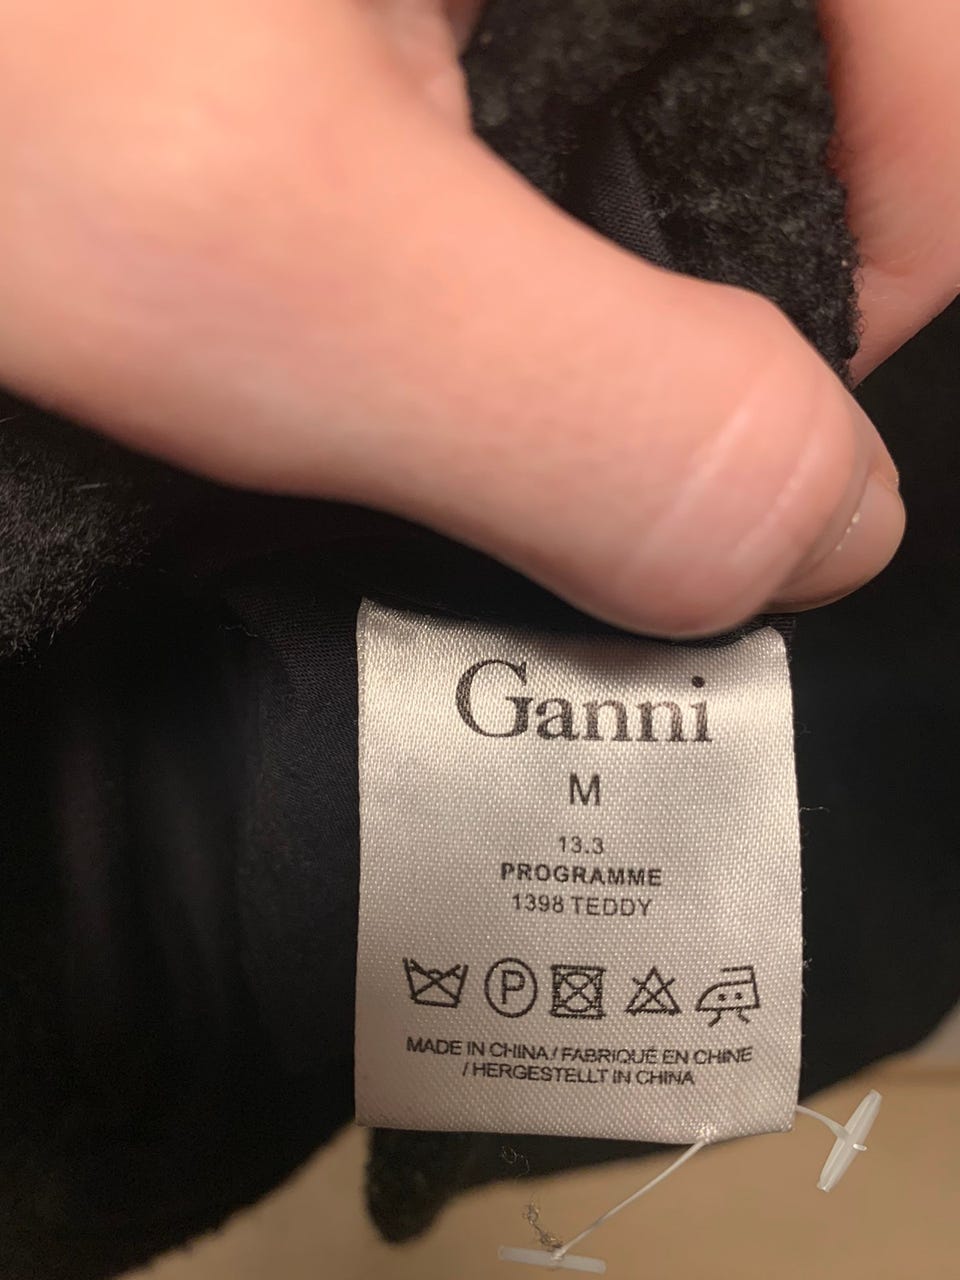 Ganni
M
13.3
PROGRAMME
1398 TEDDY
P
MADE IN CHINA / FABRIQUÉ EN CHINE
/ HERGESTELLT IN CHINA